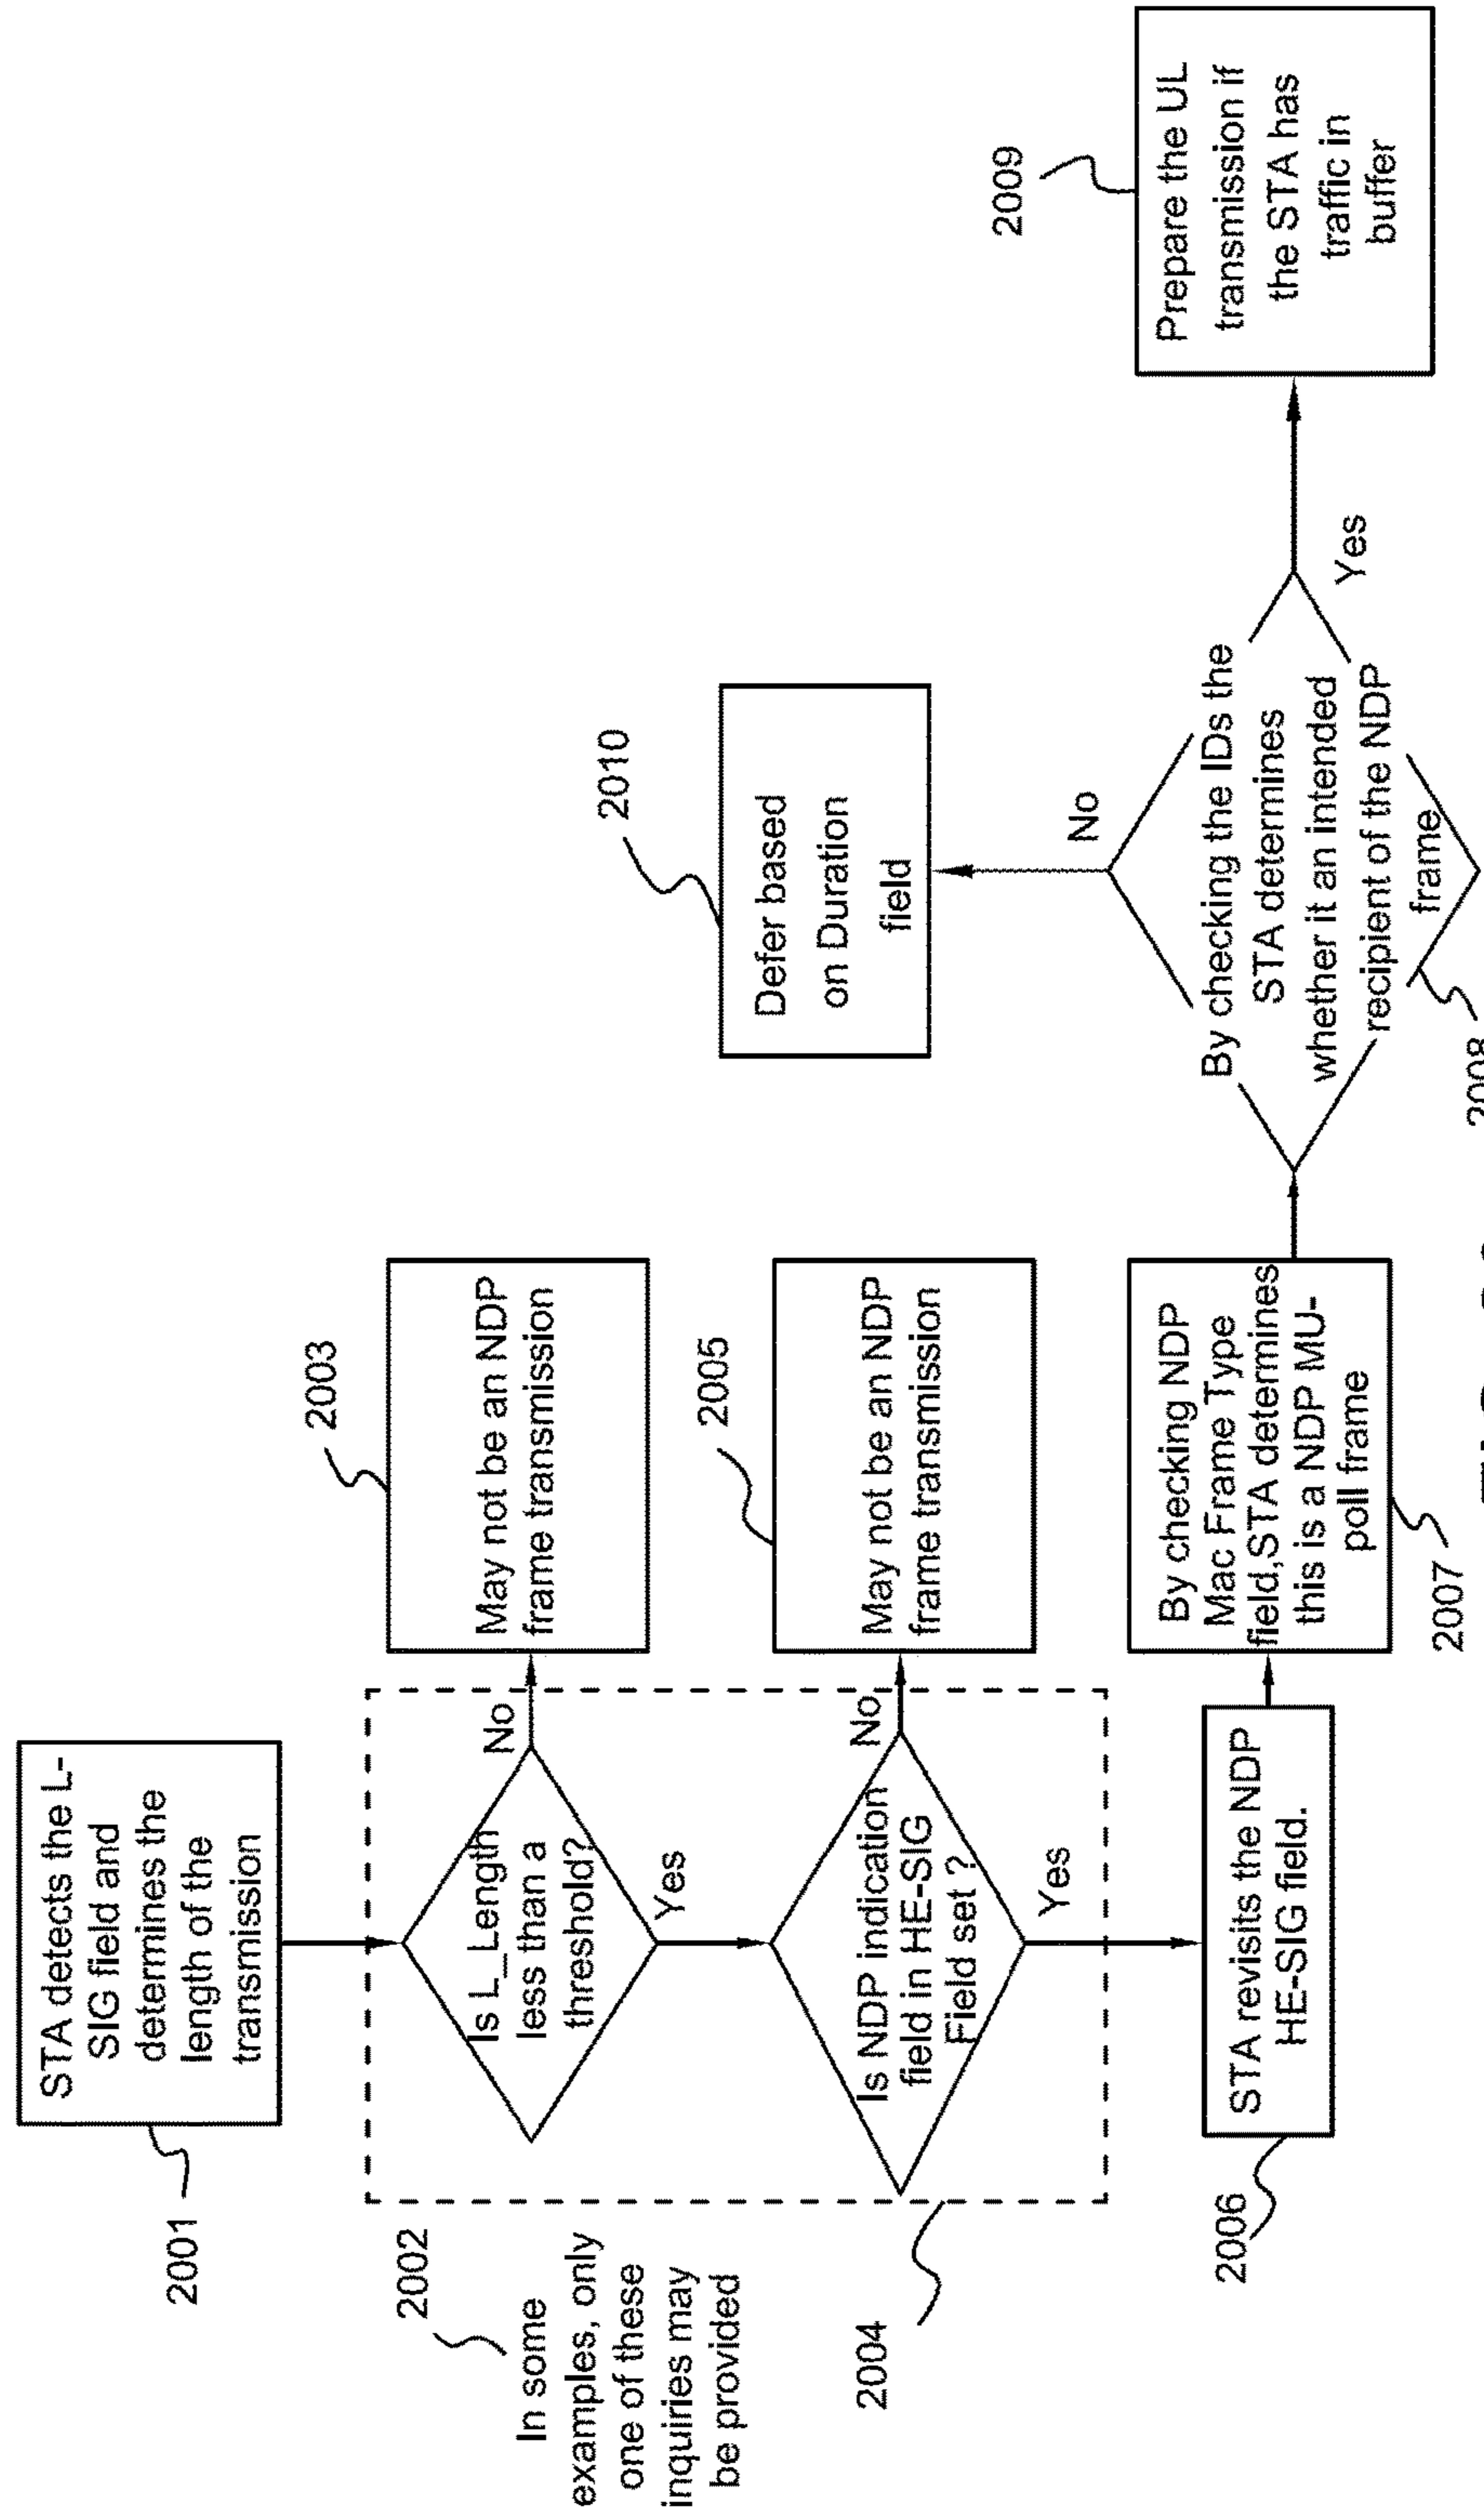 2001
STA detects the L-
SIG field and
determines the
length of the
transmission
2002
In some
examples, only
one of these
inquiries may
be provided
Is L_Length
less than a
threshold?
No
Yes
2003
May not be an NDP
frame transmission
2004
Is NDP indication
field in HE-SIG
Field set ?
No
Yes
2005
May not be an NDP
frame transmission
2006
STA revisits the NDP
HE-SIG field.
2007
By checking NDP
Mac Frame Type
field,STA determines
this is a NDP MU-
poll frame
2008
By checking the IDs the
STA determines
whether it an intended
recipient of the NDP
frame
No
Yes
2010
Defer based
on Duration
field
2009
Prepare the UL
transmission if
the STA has
traffic in
buffer